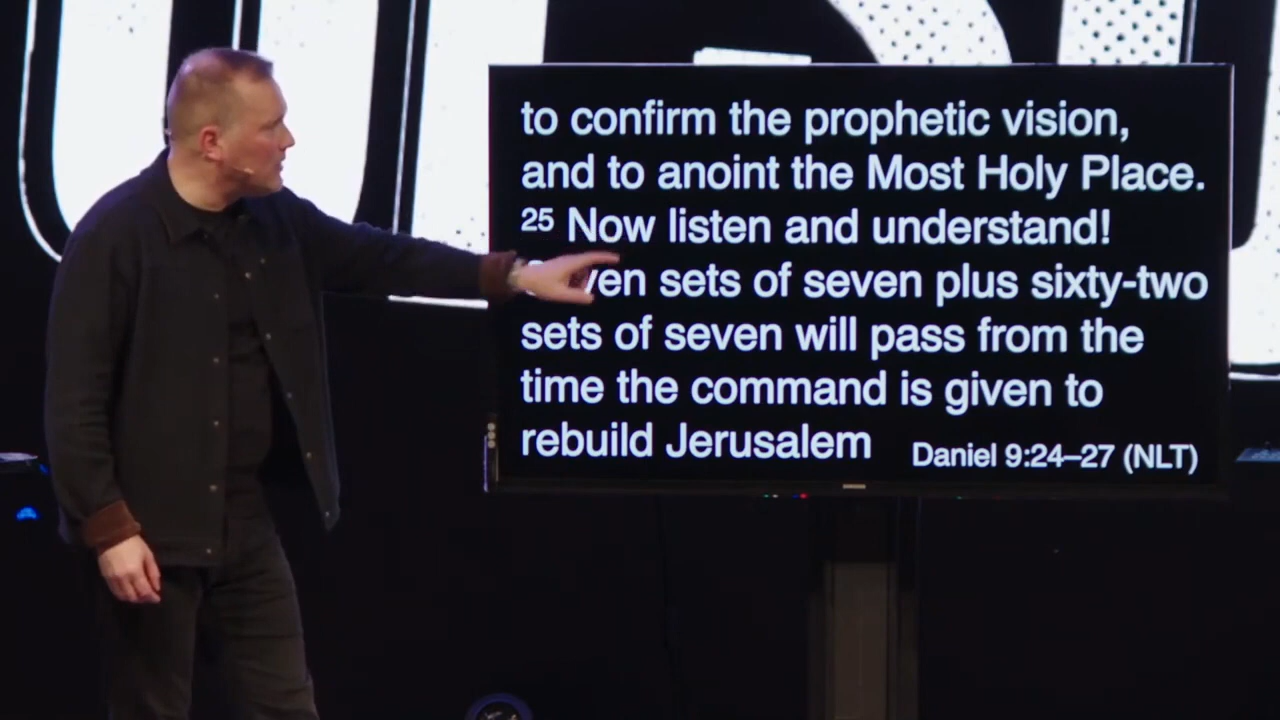 to confirm the prophetic vision,
and to anoint the Most Holy Place.
25 Now listen and understand!
sets of seven plus sixty-two
sets of seven will pass from the
time the command is given to
rebuild Jerusalem
Daniel 9:24–27 (NLT)